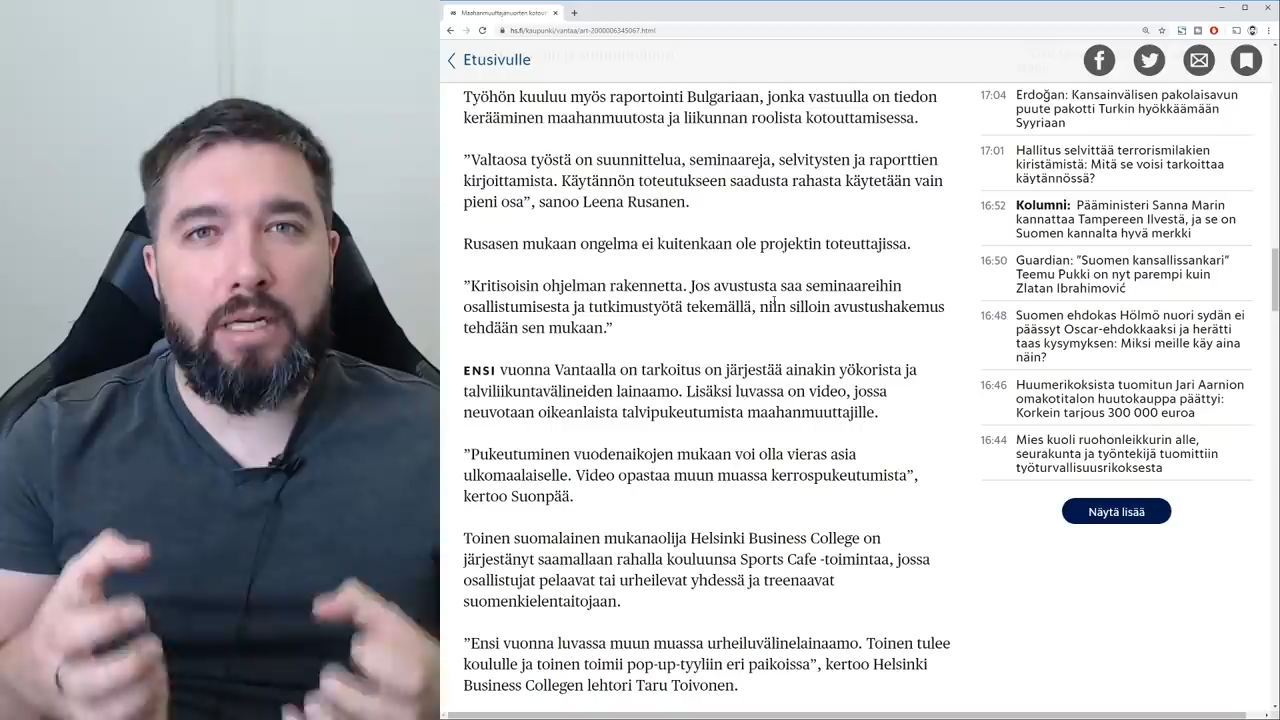 Maahanmuuttajanuorten kotout
hs.fi/kaupunki/vantaa/art-2000006345067.html
Etusivulle
Työhön kuuluu myös raportointi Bulgariaan, jonka vastuulla on tiedon
kerääminen maahanmuutosta ja liikunnan roolista kotouttamisessa.
”Valtaosa työstä on suunnittelua, seminaareja, selvitysten ja raporttien
kirjoittamista. Käytännön toteutukseen saadusta rahasta käytetään vain
pieni osa”, sanoo Leena Rusanen.
Rusasen mukaan ongelma ei kuitenkaan ole projektin toteuttajissa.
”Kritisoisin ohjelman rakennetta. Jos avustusta saa seminaareihin
osallistumisesta ja tutkimustyötä tekemällä, niin silloin avustushakemus
tehdään sen mukaan.”
ENSI vuonna Vantaalla on tarkoitus on järjestää ainakin yökorista ja
talviliikuntavälineiden lainaamo. Lisäksi luvassa on video, jossa
neuvotaan oikeanlaista talvipukeutumista maahanmuuttajille.
”Pukeutuminen vuodenaikojen mukaan voi olla vieras asia
ulkomaalaiselle. Video opastaa muun muassa kerrospukeutumista”,
kertoo Suonpää.
Toinen suomalainen mukanaolija Helsinki Business College on
järjestänyt saamallaan rahalla kouluunsa Sports Cafe -toimintaa, jossa
osallistujat pelaavat tai urheilevat yhdessä ja treenaavat
suomenkielentaitojaan.
”Ensi vuonna luvassa muun muassa urheiluvälinelainaamo. Toinen tulee
koululle ja toinen toimii pop-up-tyyliin eri paikoissa”, kertoo Helsinki
Business Collegen lehtori Taru Toivonen.
17:04 Erdoğan: Kansainvälisen pakolaisavun
puute pakotti Turkin hyökkäämään
Syyriaan
17:01 Hallitus selvittää terrorismilakien
kiristämistä: Mitä se voisi tarkoittaa
käytännössä?
16:52 Kolumni: Pääministeri Sanna Marin
kannattaa Tampereen Ilvestä, ja se on
Suomen kannalta hyvä merkki
16:50 Guardian: ”Suomen kansallissankari”
Teemu Pukki on nyt parempi kuin
Zlatan Ibrahimović
16:48 Suomen ehdokas Hölmö nuori sydän ei
päässyt Oscar-ehdokkaaksi ja herätti
taas kysymyksen: Miksi meille käy aina
näin?
16:46 Huumerikoksista tuomitun Jari Aarnion
omakotitalon huutokauppa päättyi:
Korkein tarjous 300 000 euroa
16:44 Mies kuoli ruohonleikkurin alle,
seurakunta ja työntekijä tuomittiin
työturvallisuusrikoksesta
Näytä lisää